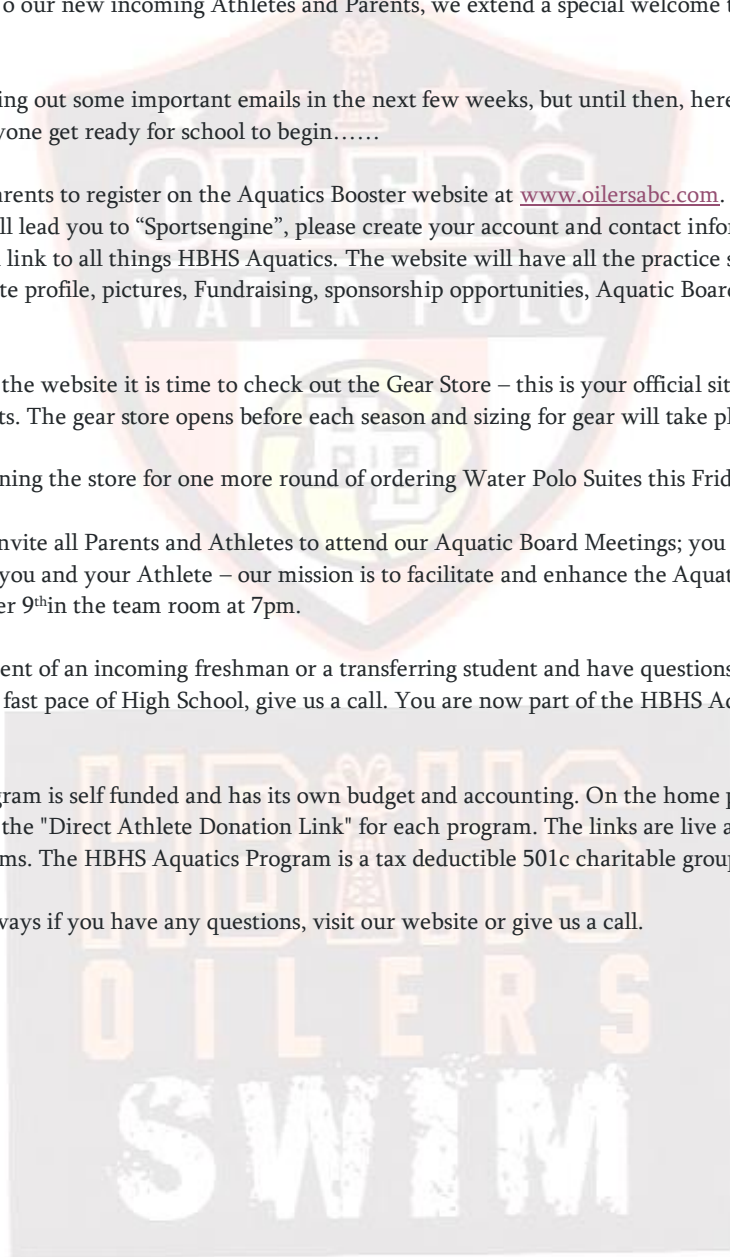 o our new incoming Athletes and Parents, we extend a special welcome t
ing out some important emails in the next few weeks, but until then, here
yone get ready for school to begin……
arents to register on the Aquatics Booster website at www.oilersabc.com.
ll lead you to “Sportsengine”, please create your account and contact infor
l link to all things HBHS Aquatics. The website will have all the practice s
te profile, pictures, Fundraising, sponsorship opportunities, Aquatic Board
the website it is time to check out the Gear Store – this is your official sit
ts. The gear store opens before each season and sizing for gear will take pl
ning the store for one more round of ordering Water Polo Suites this Frid
nvite all Parents and Athletes to attend our Aquatic Board Meetings; you
you and your Athlete – our mission is to facilitate and enhance the Aquat
er 9thin the team room at 7pm.
ent of an incoming freshman or a transferring student and have questions
fast pace of High School, give us a call. You are now part of the HBHS Aq
gram is self funded and has its own budget and accounting. On the home p
the "Direct Athlete Donation Link" for each program. The links are live a
ms. The HBHS Aquatics Program is a tax deductible 501c charitable group
ways if you have any questions, visit our website or give us a call.
OILERS
WATER POLO
HB
HBHS
OILERS
SWIM